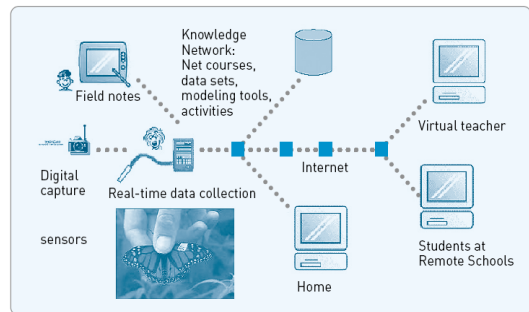 Knowledge
Network:
Net courses,
data sets,
modeling tools,
activities
Field notes
Virtual teacher
Digital
capture
Real-time data collection
Internet
sensors
Home
Students at
Remote Schools